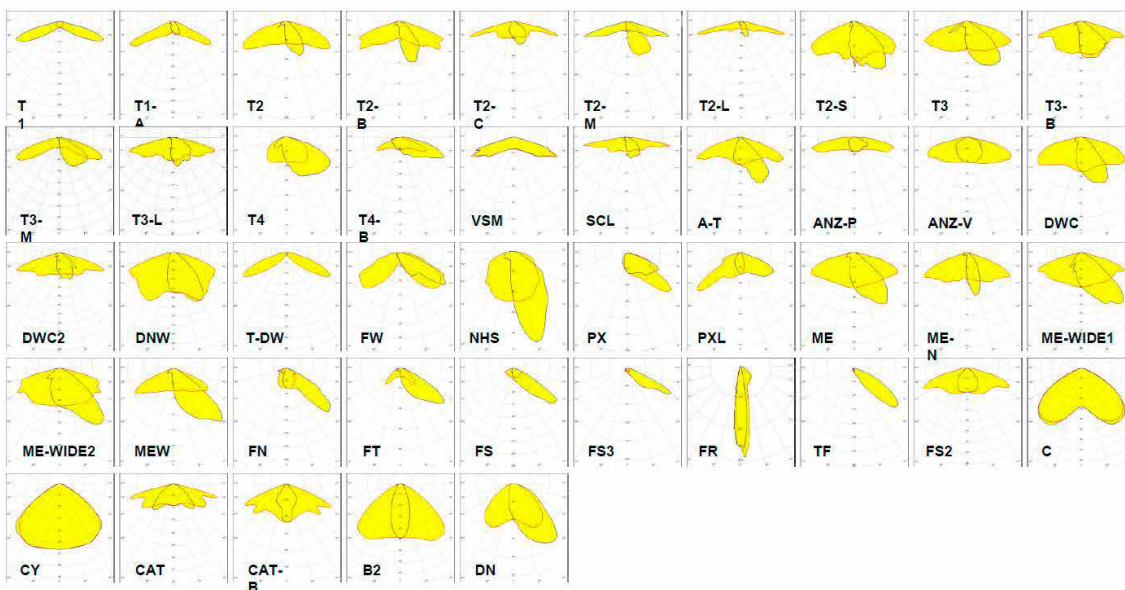 T1 T1-A T2 T2-B T2-C T2-M T2-L T2-S T3 T3-B
T3-M T3-L T4 T4-B VSM SCL A-T ANZ-P ANZ-V DWC
DWC2 DNW T-DW FW NHS PX PXL ME ME-N ME-WIDE1
ME-WIDE2 MEW FN FT FS FS3 FR TF FS2 C
CY CAT CAT-B B2 DN